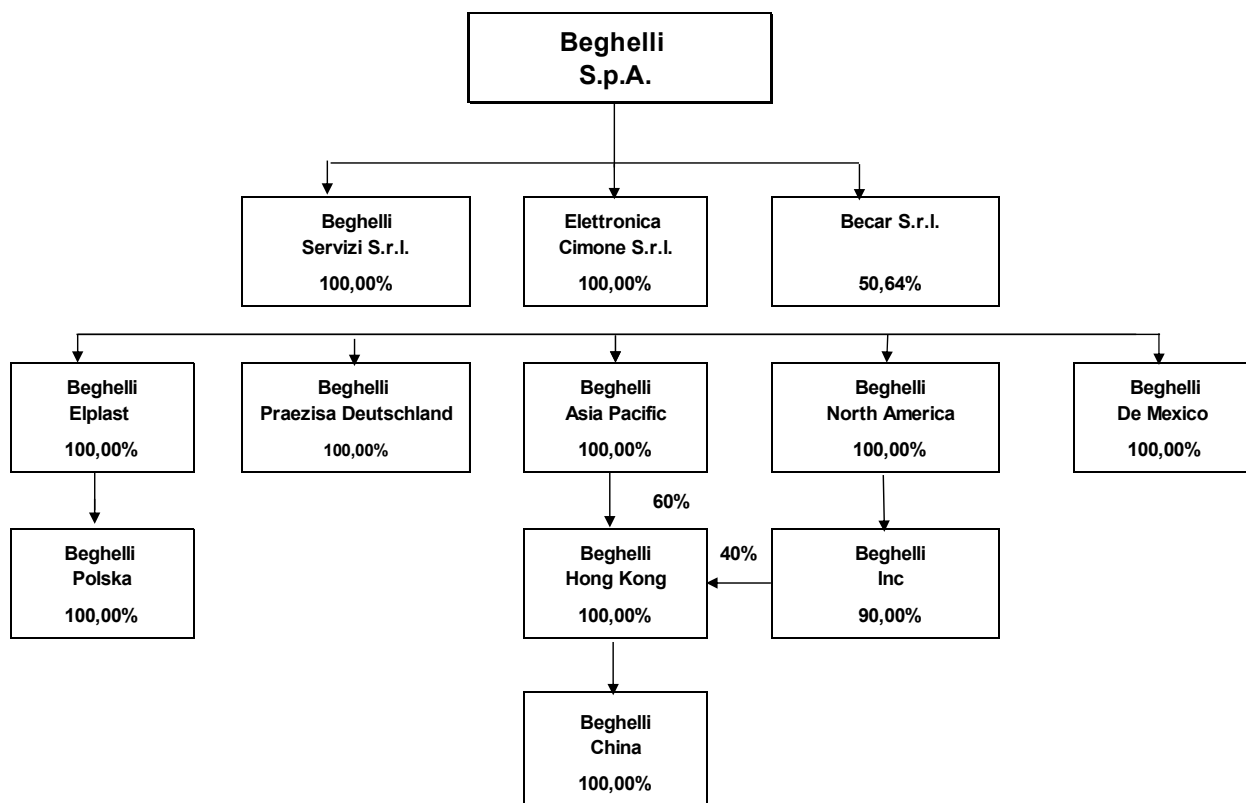 Beghelli
S.p.A.
Beghelli
Servizi S.r.l.
100,00%
Elettronica
Cimone S.r.l.
100,00%
Becar S.r.l.
50,64%
Beghelli
Elplast
100,00%
Beghelli
Praezisa Deutschland
100,00%
Beghelli
Asia Pacific
100,00%
Beghelli
North America
100,00%
Beghelli
De Mexico
100,00%
60%
Beghelli
Polska
100,00%
Beghelli
Hong Kong
100,00%
40%
Beghelli
Inc
90,00%
Beghelli
China
100,00%